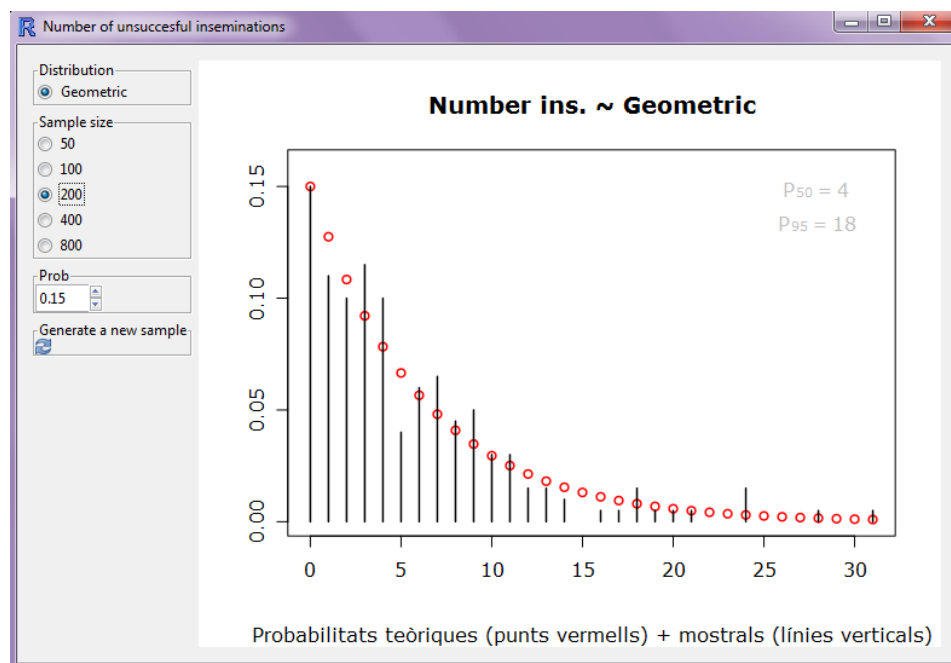 Number of unsuccesful inseminations
Distribution
Geometric
Sample size
50
100
200
400
800
Prob
0.15
Generate a new sample
Number ins. ~ Geometric
P50 = 4
P95 = 18
0.15
0.10
0.05
0.00
0 5 10 15 20 25 30
Probabilitats teòriques (punts vermells) + mostrals (línies verticals)